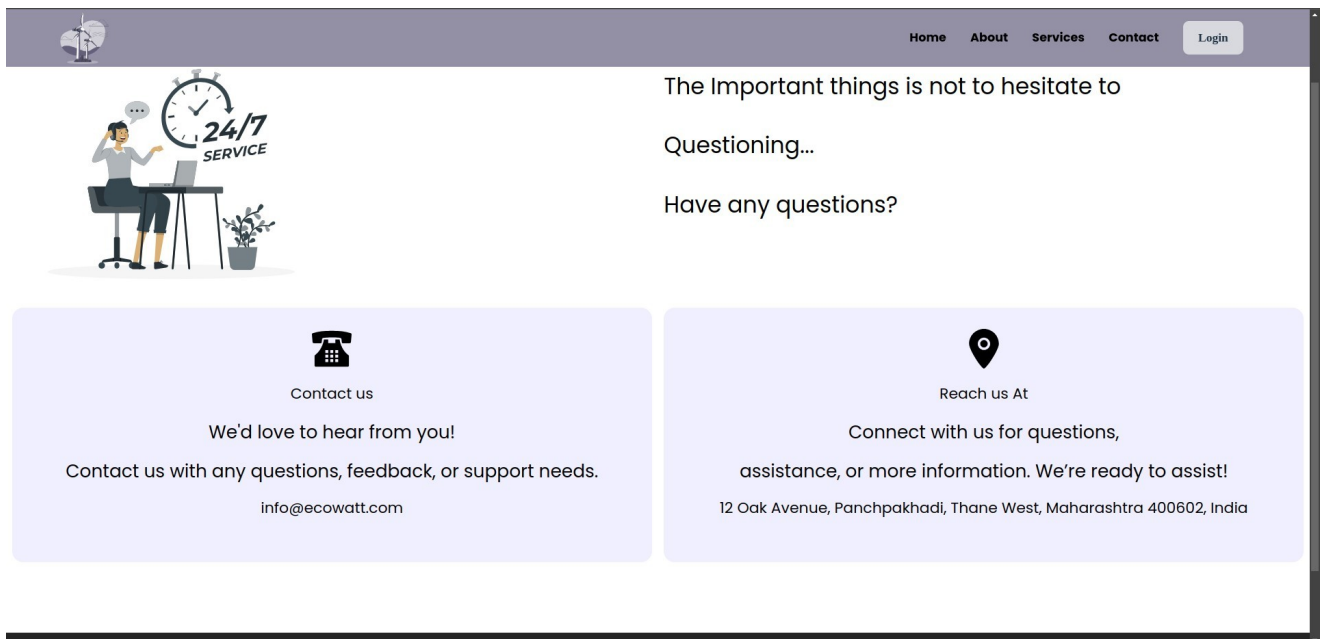 Home About Services Contact Login
24/7
SERVICE
The Important things is not to hesitate to
Questioning...
Have any questions?
Contact us
We'd love to hear from you!
Contact us with any questions, feedback, or support needs.
info@ecowatt.com
Reach us At
Connect with us for questions,
assistance, or more information. We’re ready to assist!
12 Oak Avenue, Panchpakhadi, Thane West, Maharashtra 400602, India